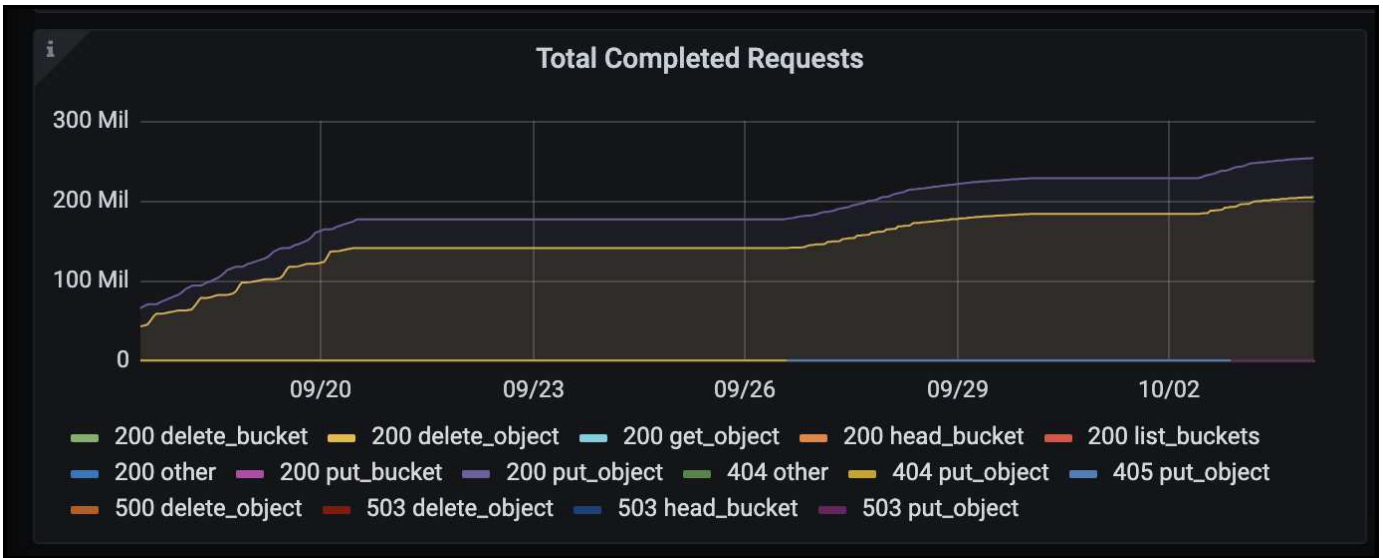 i
Total Completed Requests
300 Mil
200 Mil
100 Mil
0
09/20 09/23 09/26 09/29 10/02
200 delete_bucket 200 delete_object 200 get_object 200 head_bucket 200 list_buckets
200 other 200 put_bucket 200 put_object 404 other 404 put_object 405 put_object
500 delete_object 503 delete_object 503 head_bucket 503 put_object